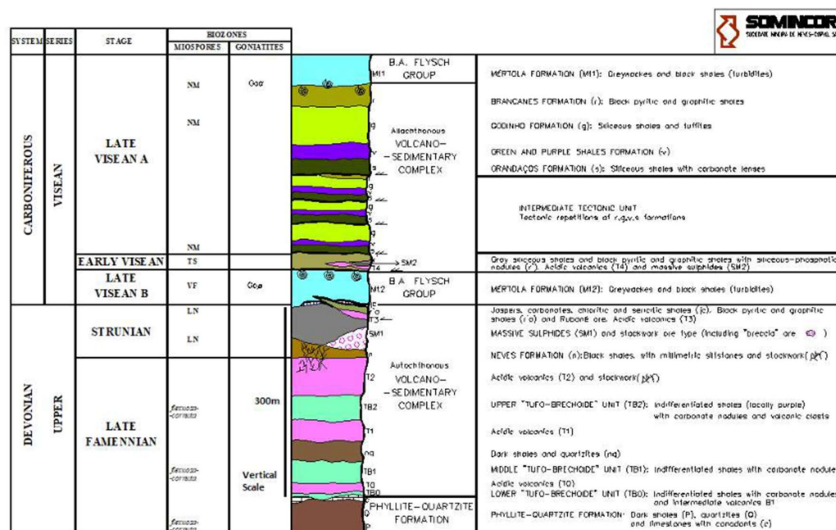 SOMINCOR
SOCIEDADE MINEIRA DE NEVES-CORVO, SA
SYSTEM
SERIES
STAGE
BIOZONES
MIOSPORES
GONIATITES
CARBONIFEROUS
VISEAN
LATE
VISEAN A
EARLY VISEAN
LATE
VISEAN B
DEVONIAN
UPPER
STRUNIAN
LATE
FAMENNIAN
NM
NM
NM
TS
VF
LN
LN
300m
Vertical
Scale
Mt1
r
g
v
s
SM2
T4
Mt2
T3
SM1
n
T2
TB2
T1
nq
TB1
T0
TB0
Q
P
B.A. FLYSCH
GROUP
Allochthonous
VOLCANO-
-SEDIMENTARY
COMPLEX
B.A. FLYSCH
GROUP
Autochthonous
VOLCANO-
-SEDIMENTARY
COMPLEX
PHYLLITE-QUARTZITE
FORMATION
MÉRTOLA FORMATION (Mt1): Greywackes and black shales (turbidites)
BRANCANES FORMATION (r): Black pyritic and graphitic shales
GODINHO FORMATION (g): Siliceous shales and tuffites
GREEN AND PURPLE SHALES FORMATION (v)
GRANDAÇOS FORMATION (s): Siliceous shales with carbonate lenses
INTERMEDIATE TECTONIC UNIT
Tectonic repetitions of r,g,v,s formations
Gray siliceous shales and black pyritic and graphitic shales with siliceous-phosphatic
nodules (r'). Acidic volcanics (T4) and massive sulphides (SM2)
MÉRTOLA FORMATION (Mt2): Greywackes and black shales (turbidites)
Jaspers, carbonates, chloritic and sericitic shales (jc). Black pyritic and graphitic
shales (r'o) and Rubané ore. Acidic volcanics (T3)
MASSIVE SULPHIDES (SM1) and stockwork ore type (including "breccia" ore )
NEVES FORMATION (n):Black shales, with milimetric siltstones and stockwork
Acidic volcanics (T2) and stockwork
UPPER "TUFO-BRECHOIDE" UNIT (TB2): Indifferentiated shales (locally purple)
with carbonate nodules and volcanic clasts
Acidic volcanics (T1)
Dark shales and quartzites (nq)
MIDDLE "TUFO-BRECHOIDE" UNIT (TB1): Indifferentiated shales with carbonate nodules
Acidic volcanics (T0)
LOWER "TUFO-BRECHOIDE" UNIT (TB0): Indifferentiated shales with carbonate nodules
and intermediate volcanics B1
PHYLLITE-QUARTZITE FORMATION: Dark shales (P), quartzites (Q)
and limestones with conodonts (c)